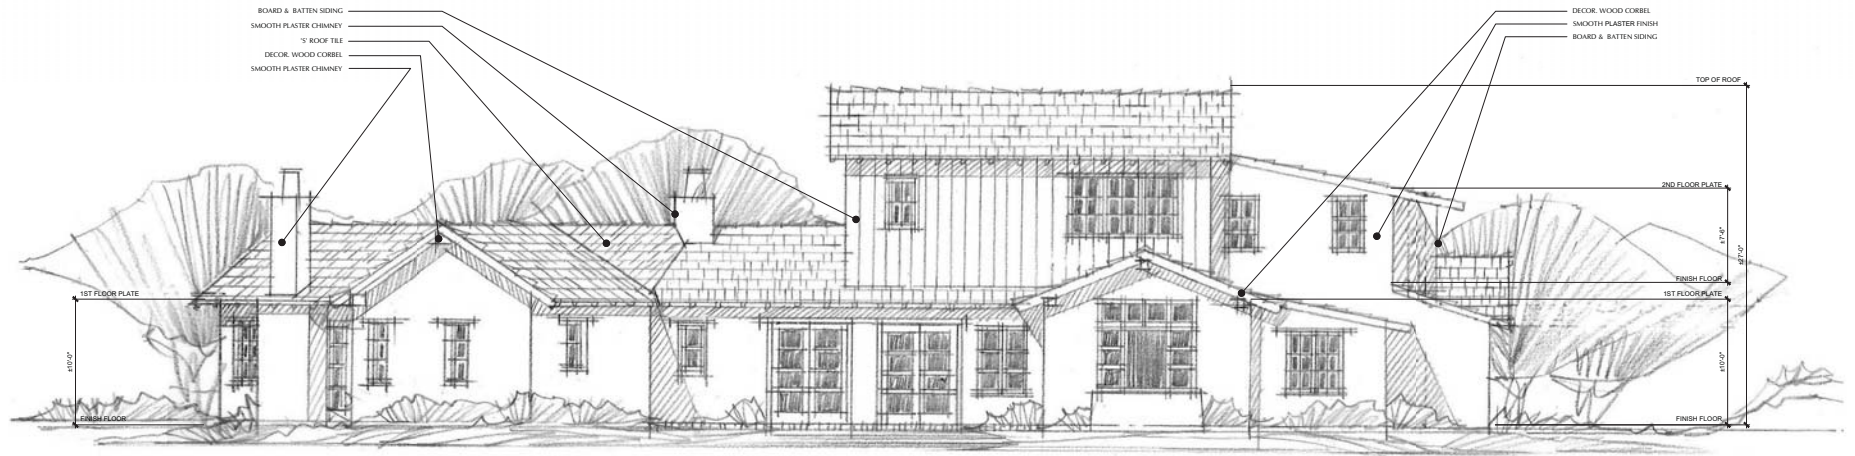 BOARD & BATTEN SIDING
SMOOTH PLASTER CHIMNEY
'S' ROOF TILE
DECOR. WOOD CORBEL
SMOOTH PLASTER CHIMNEY
DECOR. WOOD CORBEL
SMOOTH PLASTER FINISH
BOARD & BATTEN SIDING
TOP OF ROOF
2ND FLOOR PLATE
±7'-6"
±27'-0"
FINISH FLOOR
1ST FLOOR PLATE
1ST FLOOR PLATE
±10'-0"
±10'-0"
FINISH FLOOR
FINISH FLOOR